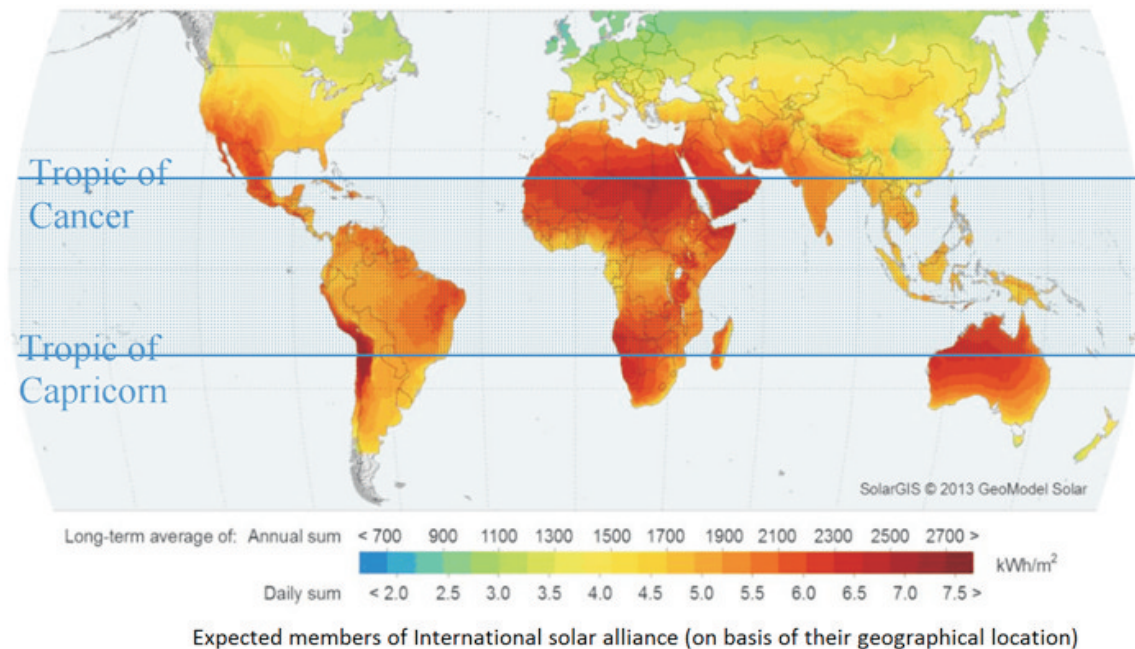 Tropic of
Cancer
Tropic of
Capricorn
SolarGIS © 2013 GeoModel Solar
Long-term average of: Annual sum < 700 900 1100 1300 1500 1700 1900 2100 2300 2500 2700 >
kWh/m²
Daily sum < 2.0 2.5 3.0 3.5 4.0 4.5 5.0 5.5 6.0 6.5 7.0 7.5 >
Expected members of International solar alliance (on basis of their geographical location)